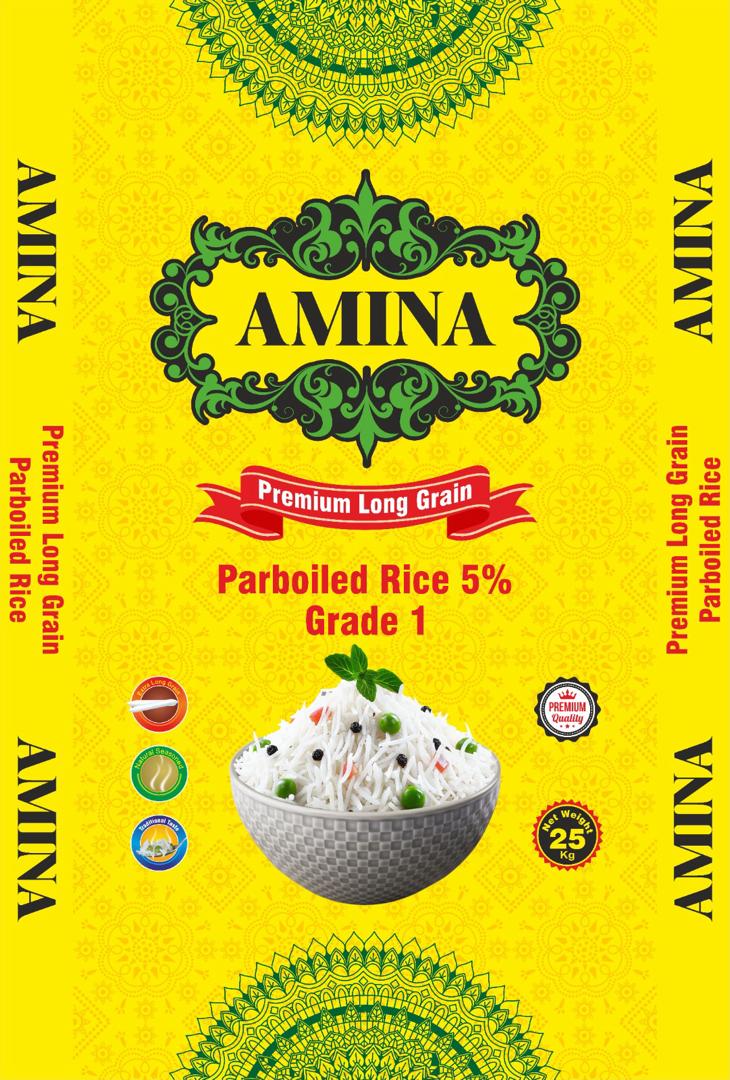 AMINA
Premium Long Grain
Parboiled Rice 5%
Grade 1
Extra Long Grain
Natural Seasoned
Traditional Taste
PREMIUM
Quality
Net Weight
25
Kg
AMINA
Premium Long Grain
Parboiled Rice
AMINA
AMINA
Premium Long Grain
Parboiled Rice
AMINA